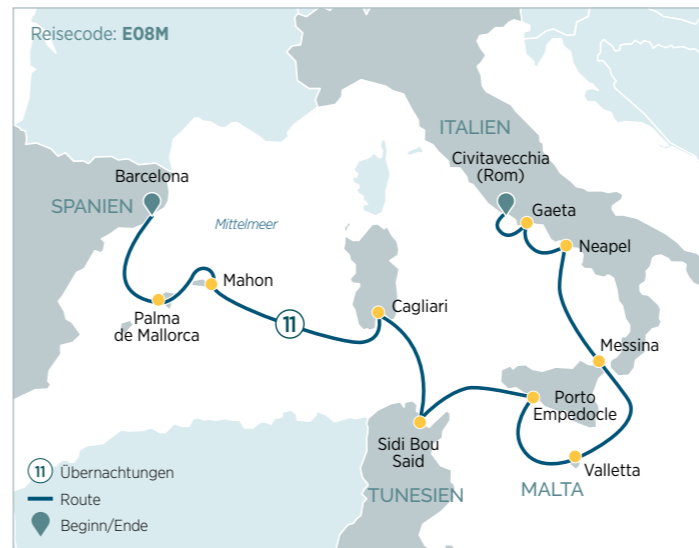 Reisecode: E08M
ITALIEN
Civitavecchia
(Rom)
Barcelona
SPANIEN
Gaeta
Mittelmeer
Neapel
Mahon
Cagliari
Palma
de Mallorca
11
Messina
Porto
Empedocle
Sidi Bou
Said
Valletta
11 Übernachtungen
TUNESIEN
MALTA
Route
Beginn/Ende